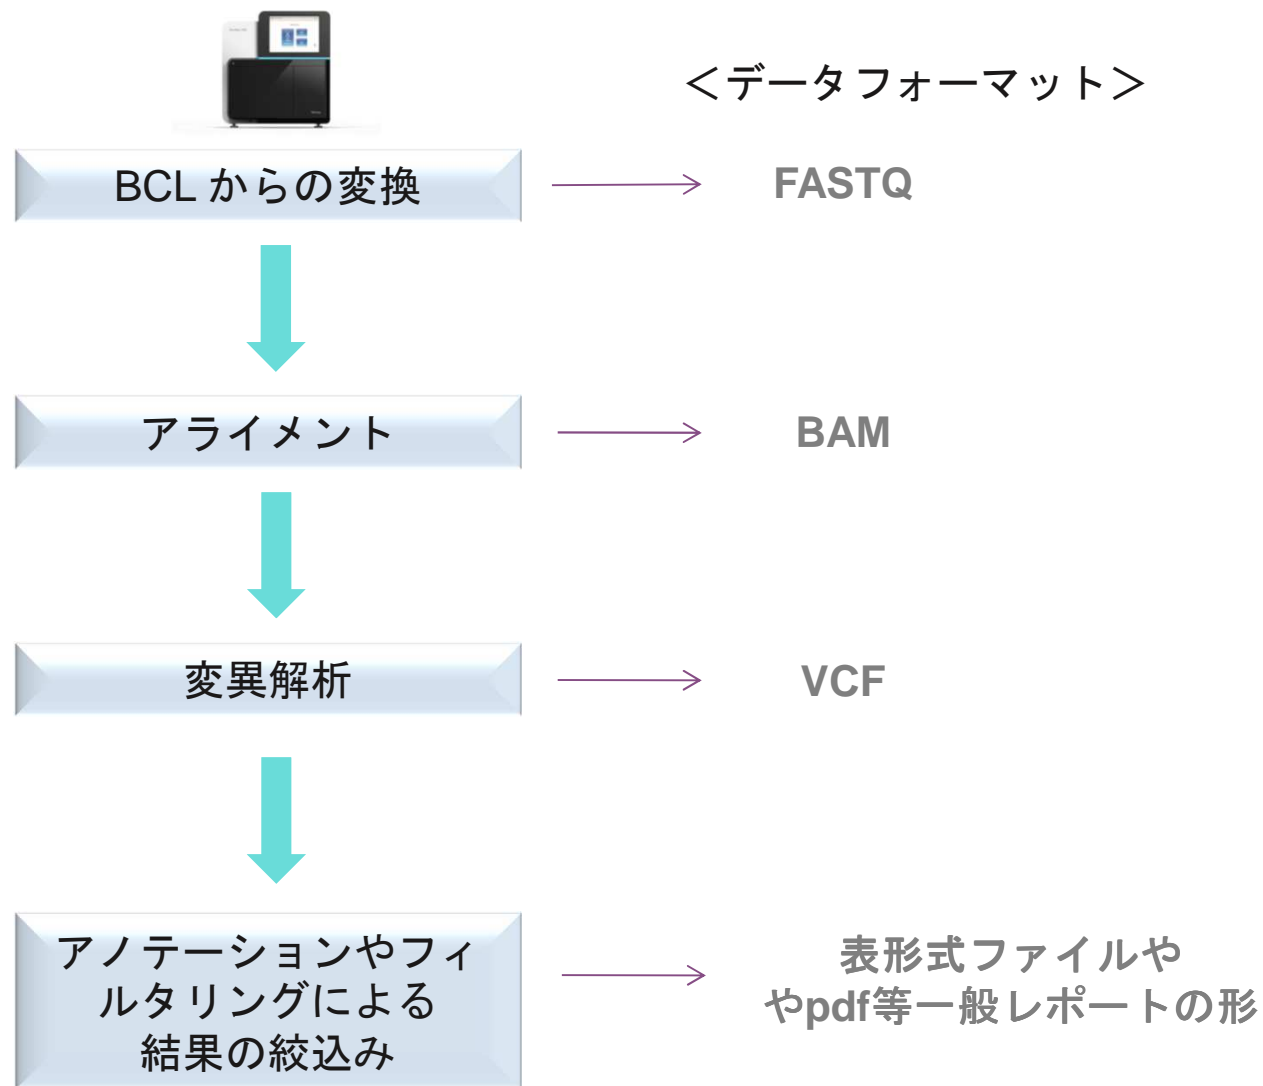 ＜データフォーマット＞
BCL からの変換
FASTQ
アライメント
BAM
変異解析
VCF
アノテーションやフィ
ルタリングによる
結果の絞込み
表形式ファイルや
やpdf等一般レポートの形